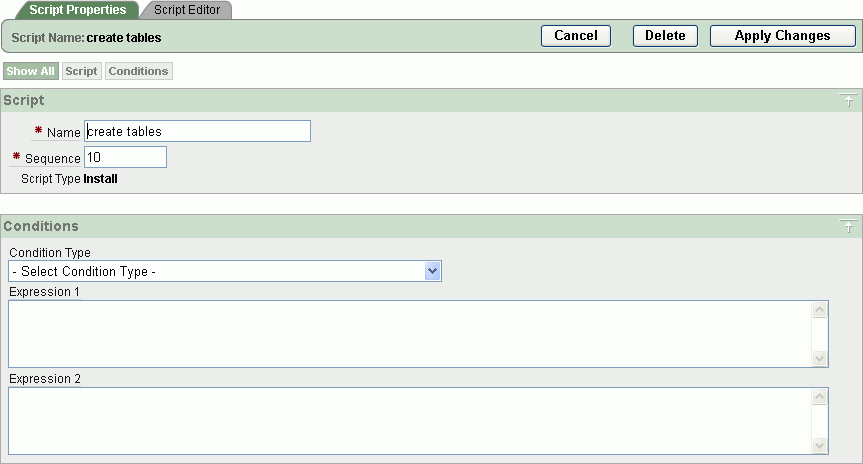 Script Properties Script Editor
Script Name: create tables Cancel Delete Apply Changes
Show All Script Conditions
Script
* Name create tables
* Sequence 10
Script Type Install
Conditions
Condition Type
- Select Condition Type -
Expression 1
Expression 2